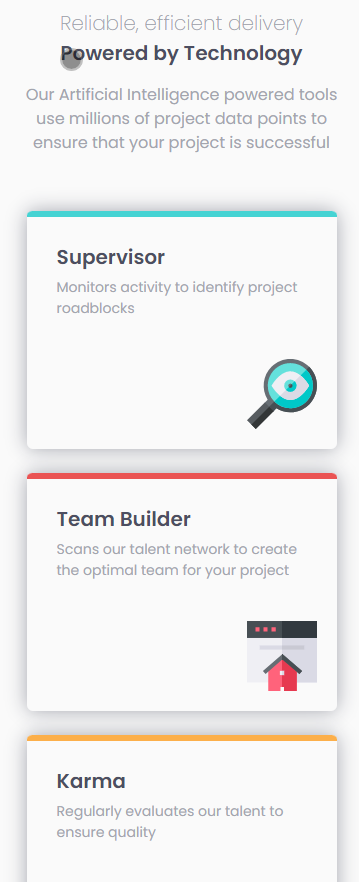 Reliable, efficient delivery
Powered by Technology
Our Artificial Intelligence powered tools
use millions of project data points to
ensure that your project is successful
Supervisor
Monitors activity to identify project
roadblocks
Team Builder
Scans our talent network to create
the optimal team for your project
Karma
Regularly evaluates our talent to
ensure quality